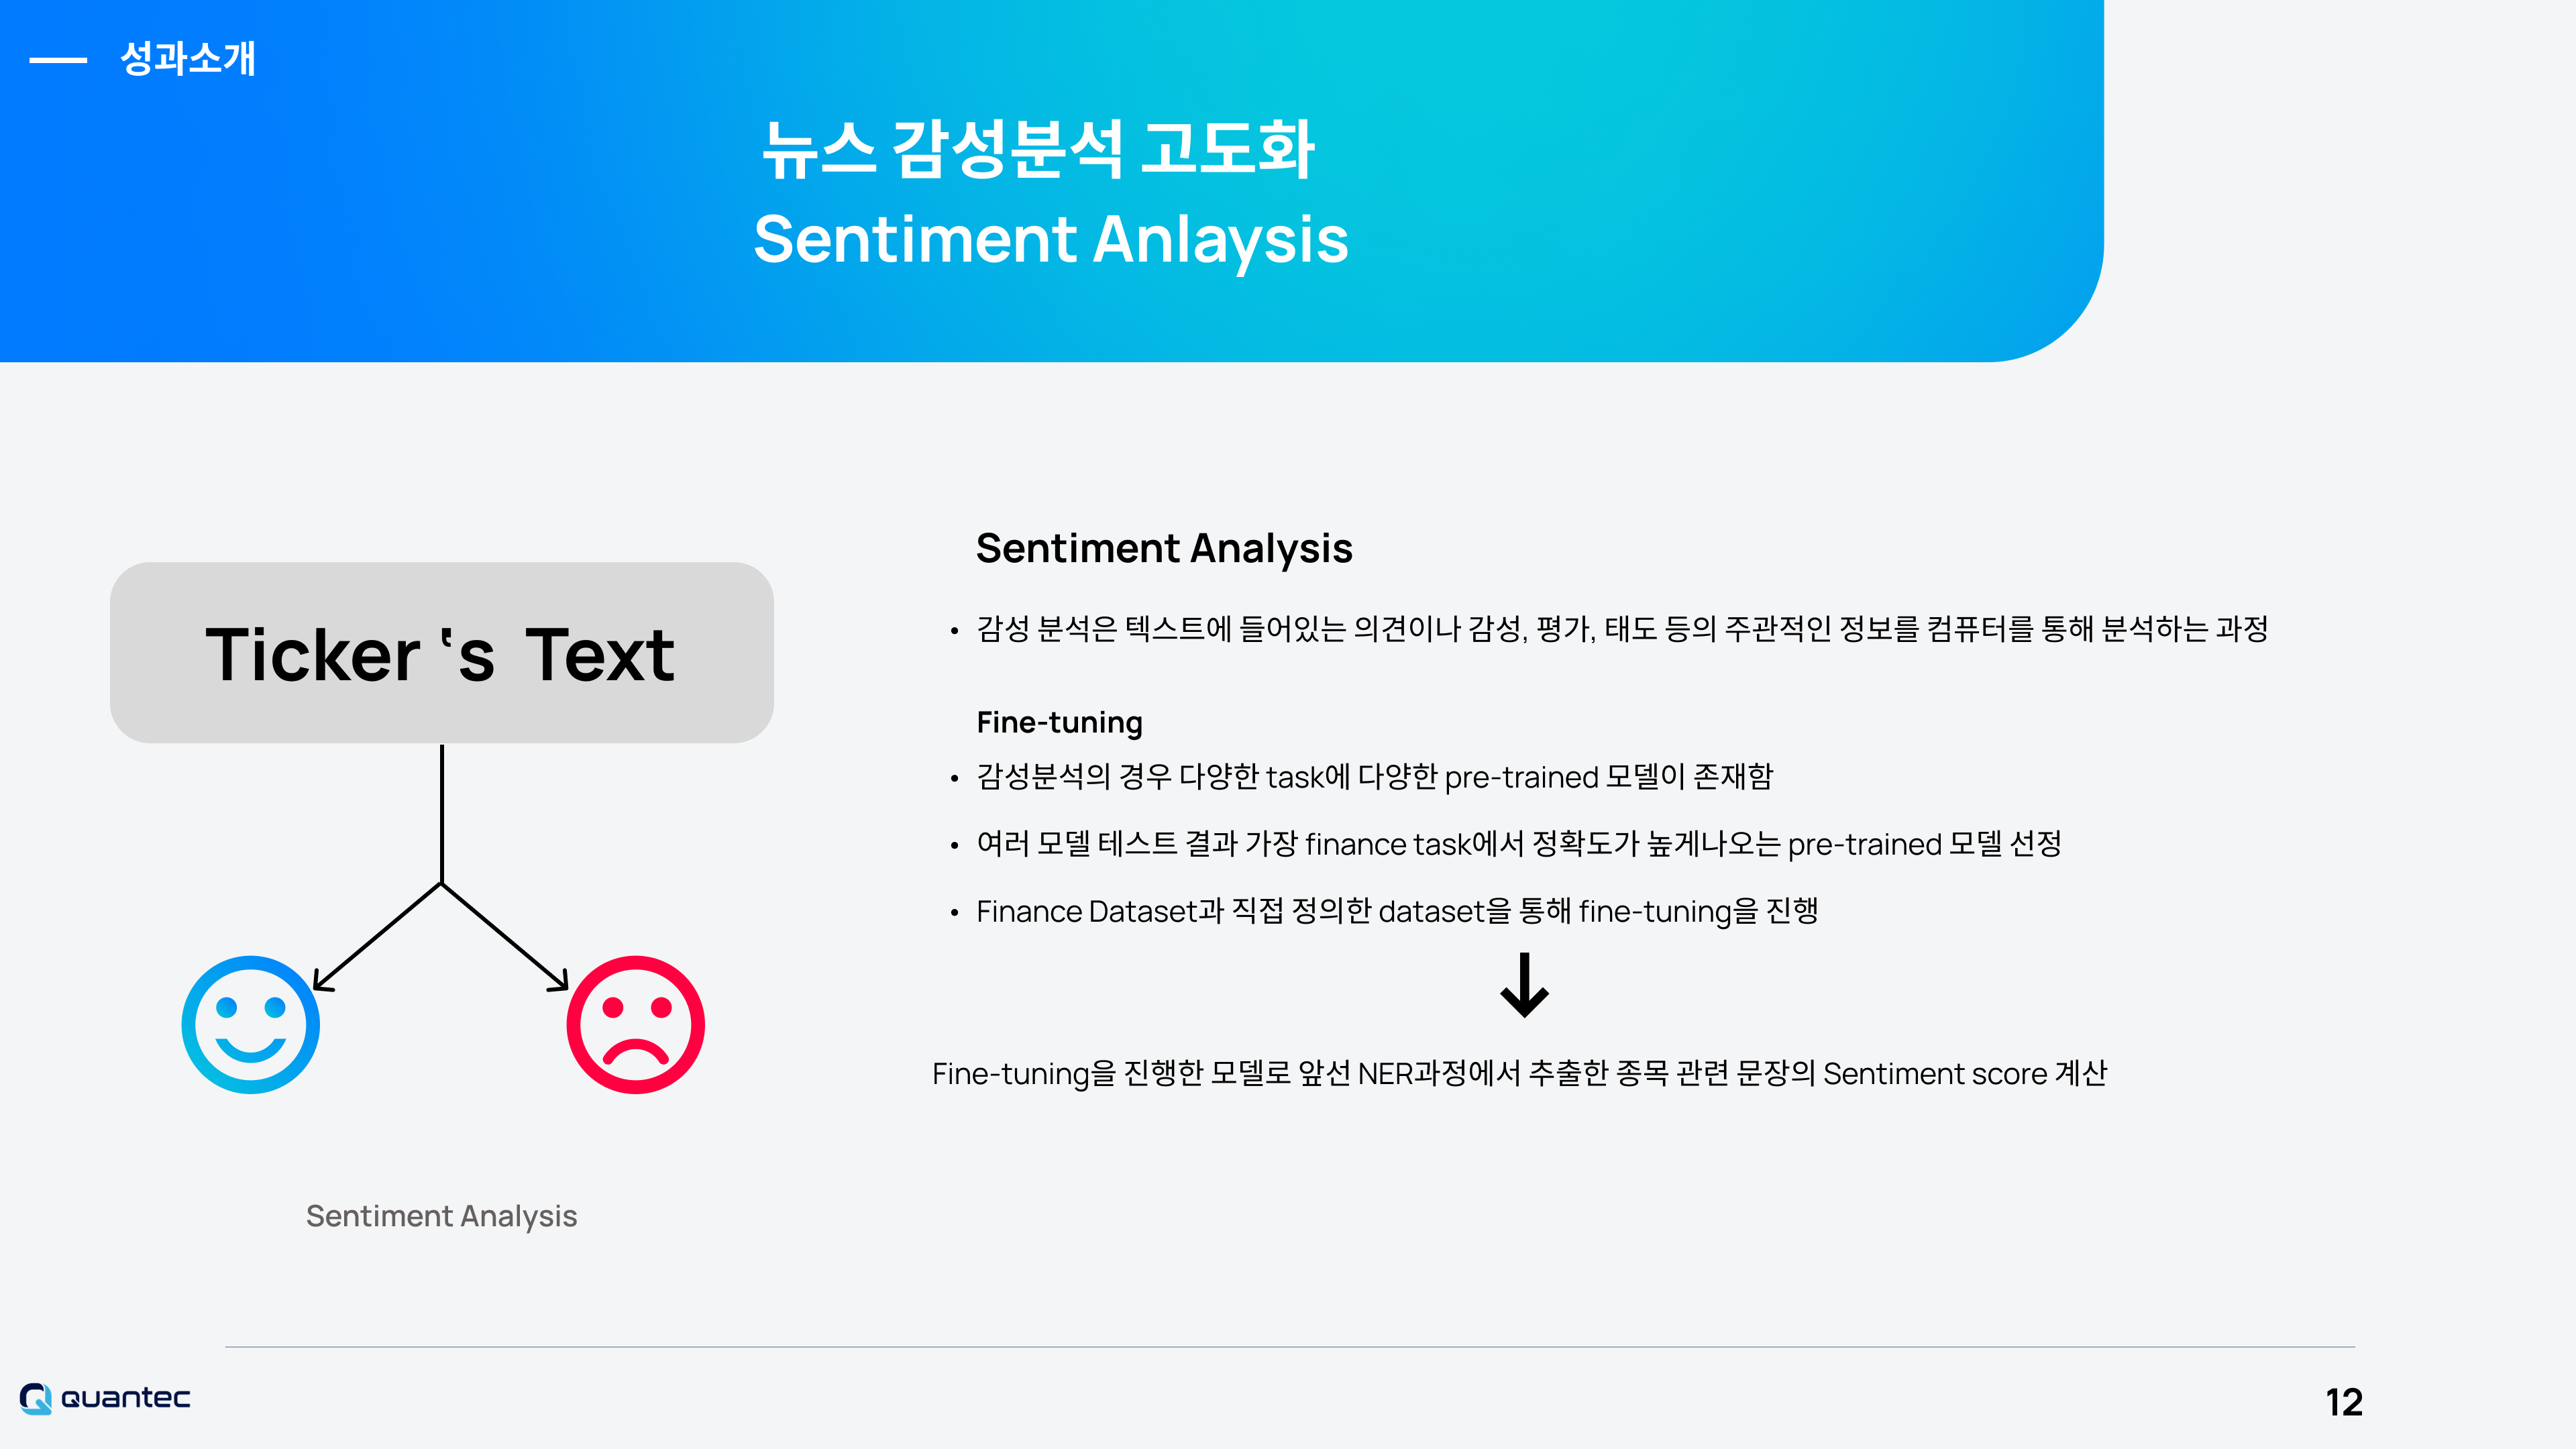 성과소개
뉴스 감성분석 고도화
Sentiment Anlaysis
Ticker ‘s Text
Sentiment Analysis
Sentiment Analysis
• 감성 분석은 텍스트에 들어있는 의견이나 감성, 평가, 태도 등의 주관적인 정보를 컴퓨터를 통해 분석하는 과정
Fine-tuning
• 감성분석의 경우 다양한 task에 다양한 pre-trained 모델이 존재함
• 여러 모델 테스트 결과 가장 finance task에서 정확도가 높게나오는 pre-trained 모델 선정
• Finance Dataset과 직접 정의한 dataset을 통해 fine-tuning을 진행
Fine-tuning을 진행한 모델로 앞선 NER과정에서 추출한 종목 관련 문장의 Sentiment score 계산
quantec
12